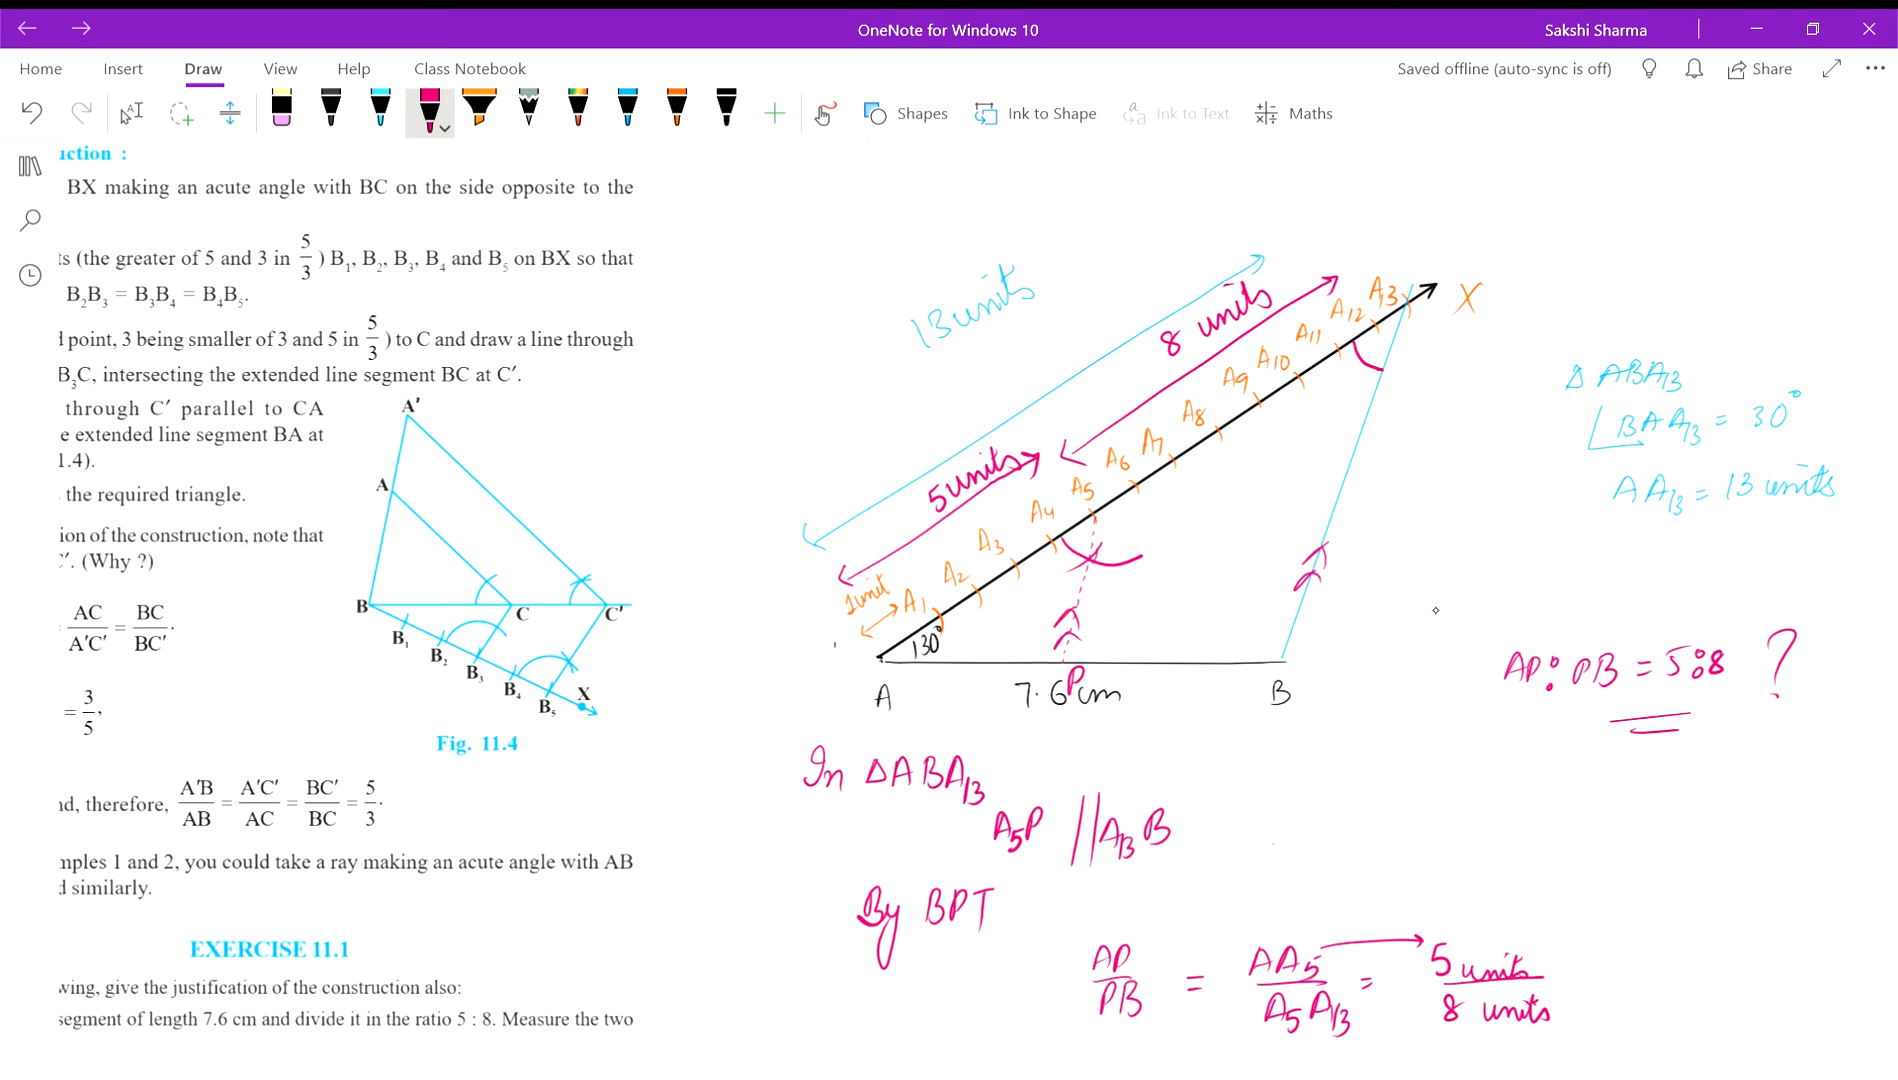 OneNote for Windows 10
Sakshi Sharma
Home Insert Draw View Help Class Notebook
Saved offline (auto-sync is off)
Share
Shapes
Ink to Shape
Ink to Text
Maths
uction :
BX making an acute angle with BC on the side opposite to the
ts (the greater of 5 and 3 in 5/3 ) B₁, B₂, B₃, B₄ and B₅ on BX so that
B₂B₃ = B₃B₄ = B₄B₅.
d point, 3 being smaller of 3 and 5 in 5/3 ) to C and draw a line through
B₃C, intersecting the extended line segment BC at C′.
through C′ parallel to CA
e extended line segment BA at
1.4).
the required triangle.
ion of the construction, note that
C′. (Why ?)
AC/A′C′ = BC/BC′.
= 3/5,
nd, therefore, A′B/AB = A′C′/AC = BC′/BC = 5/3.
mples 1 and 2, you could take a ray making an acute angle with AB
d similarly.
A′
A
B
C
C′
B₁
B₂
B₃
B₄
B₅
X
Fig. 11.4
EXERCISE 11.1
wing, give the justification of the construction also:
segment of length 7.6 cm and divide it in the ratio 5 : 8. Measure the two
13 units
8 units
5 units
1 unit
A₁
A₂
A₃
A₄
A₅
A₆
A₇
A₈
A₉
A₁₀
A₁₁
A₁₂
A₁₃
X
130°
A
7.6 cm
P
B
Δ ABA₁₃
∠BAA₁₃ = 30°
AA₁₃ = 13 units
AP : PB = 5:8 ?
In ΔABA₁₃
A₅P // A₁₃B
By BPT
AP/PB = AA₅/A₅A₁₃ = 5 units/8 units